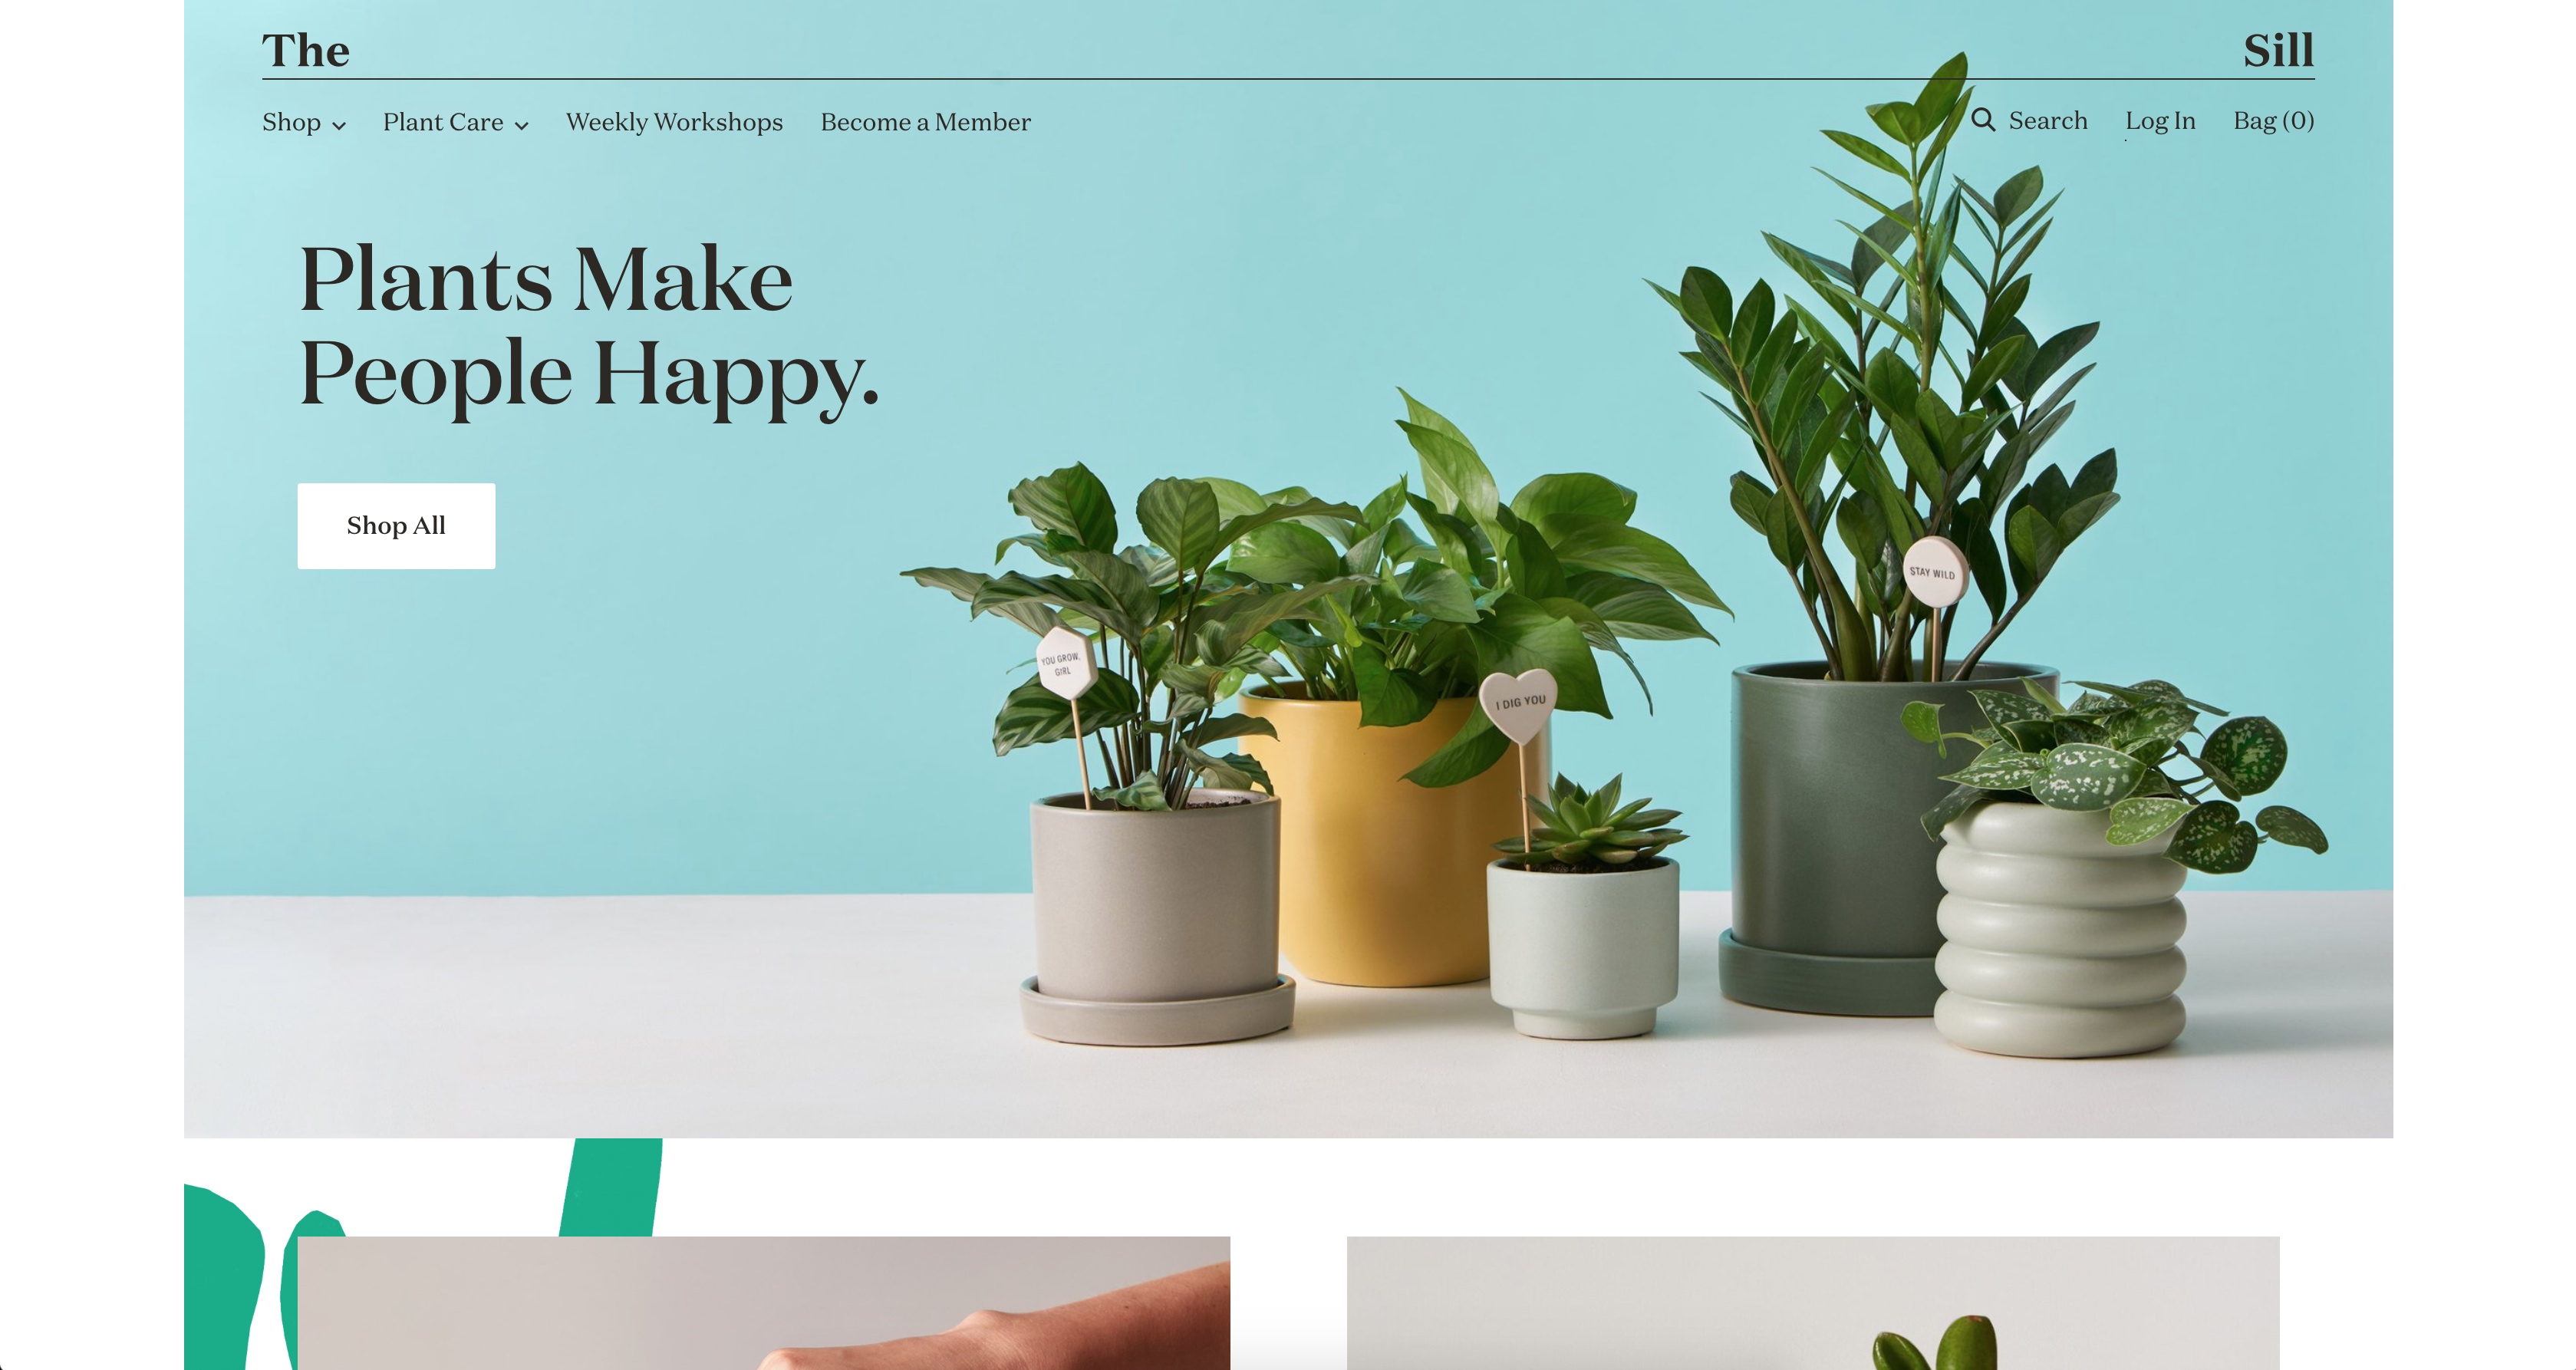 The Sill
Shop Plant Care Weekly Workshops Become a Member Search Log In Bag (0)
Plants Make
People Happy.
Shop All
STAY WILD
YOU GROW,
GIRL
I DIG YOU